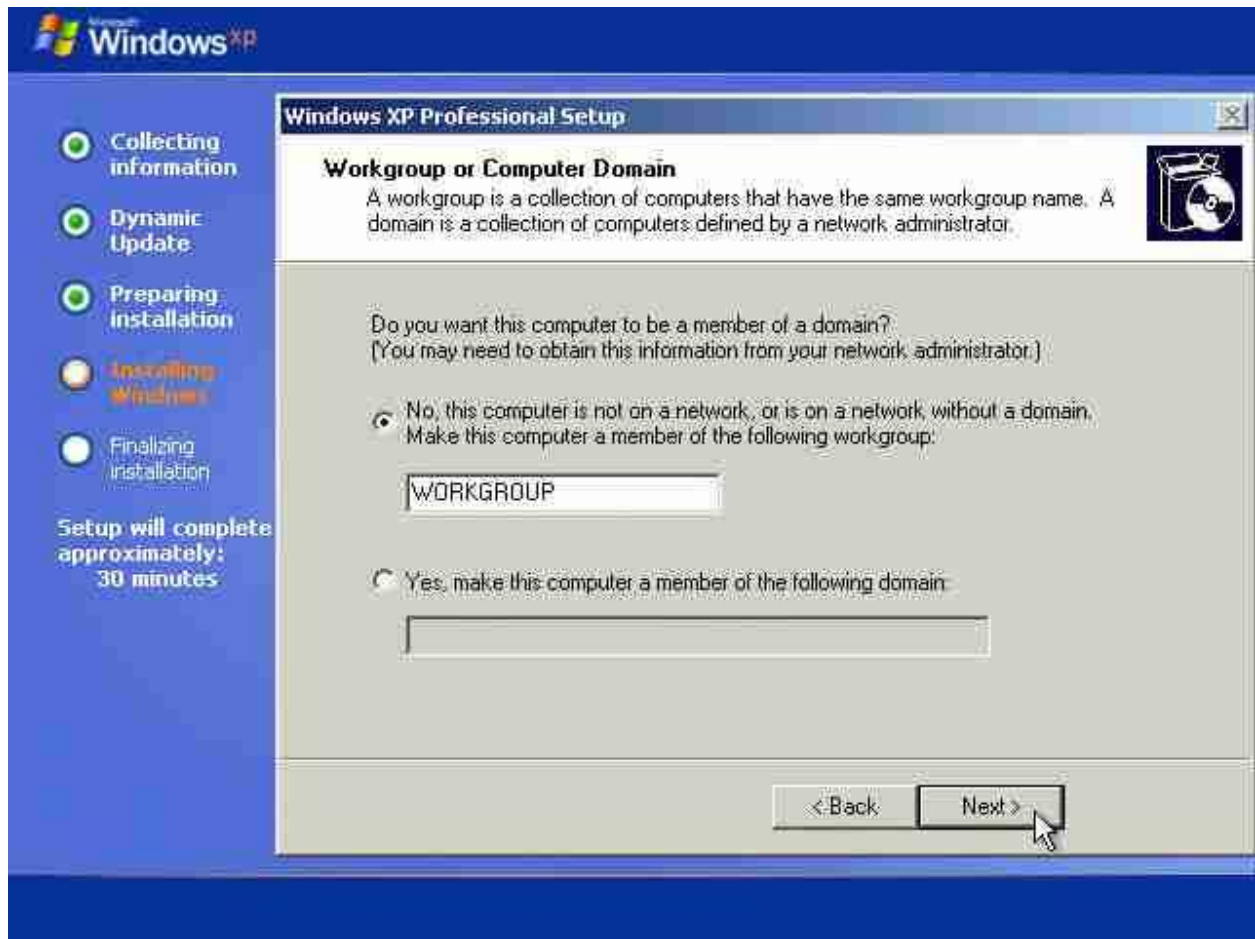 Microsoft
Windows xp
Collecting
information
Dynamic
Update
Preparing
installation
Installing
Windows
Finalizing
installation
Setup will complete
approximately:
30 minutes
Windows XP Professional Setup
Workgroup or Computer Domain
A workgroup is a collection of computers that have the same workgroup name. A
domain is a collection of computers defined by a network administrator.
Do you want this computer to be a member of a domain?
(You may need to obtain this information from your network administrator.)
No, this computer is not on a network, or is on a network without a domain.
Make this computer a member of the following workgroup:
WORKGROUP
Yes, make this computer a member of the following domain:
< Back
Next >